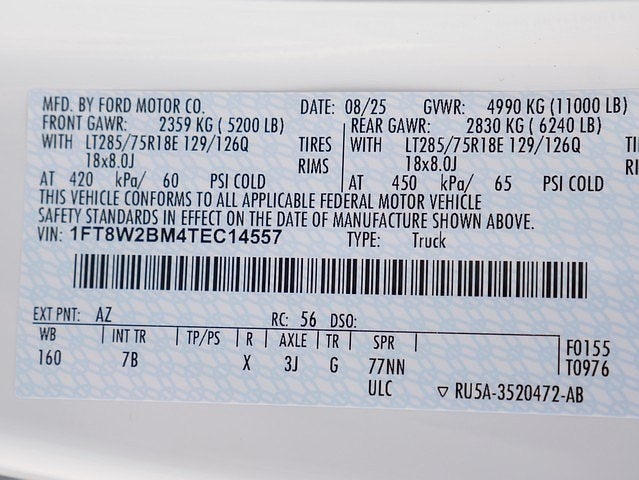 MFD. BY FORD MOTOR CO. DATE: 08/25 GVWR: 4990 KG (11000 LB)
FRONT GAWR: 2359 KG ( 5200 LB) REAR GAWR: 2830 KG ( 6240 LB)
WITH LT285/75R18E 129/126Q TIRES WITH LT285/75R18E 129/126Q TI
18x8.0J RIMS 18x8.0J RI
AT 420 kPa/ 60 PSI COLD AT 450 kPa/ 65 PSI COLD
THIS VEHICLE CONFORMS TO ALL APPLICABLE FEDERAL MOTOR VEHICLE
SAFETY STANDARDS IN EFFECT ON THE DATE OF MANUFACTURE SHOWN ABOVE.
VIN: 1FT8W2BM4TEC14557 TYPE: Truck
EXT PNT: AZ RC: 56 DSO:
WB INT TR TP/PS R AXLE TR SPR F0155
160 7B X 3J G 77NN T0976
ULC ▽ RU5A-3520472-AB